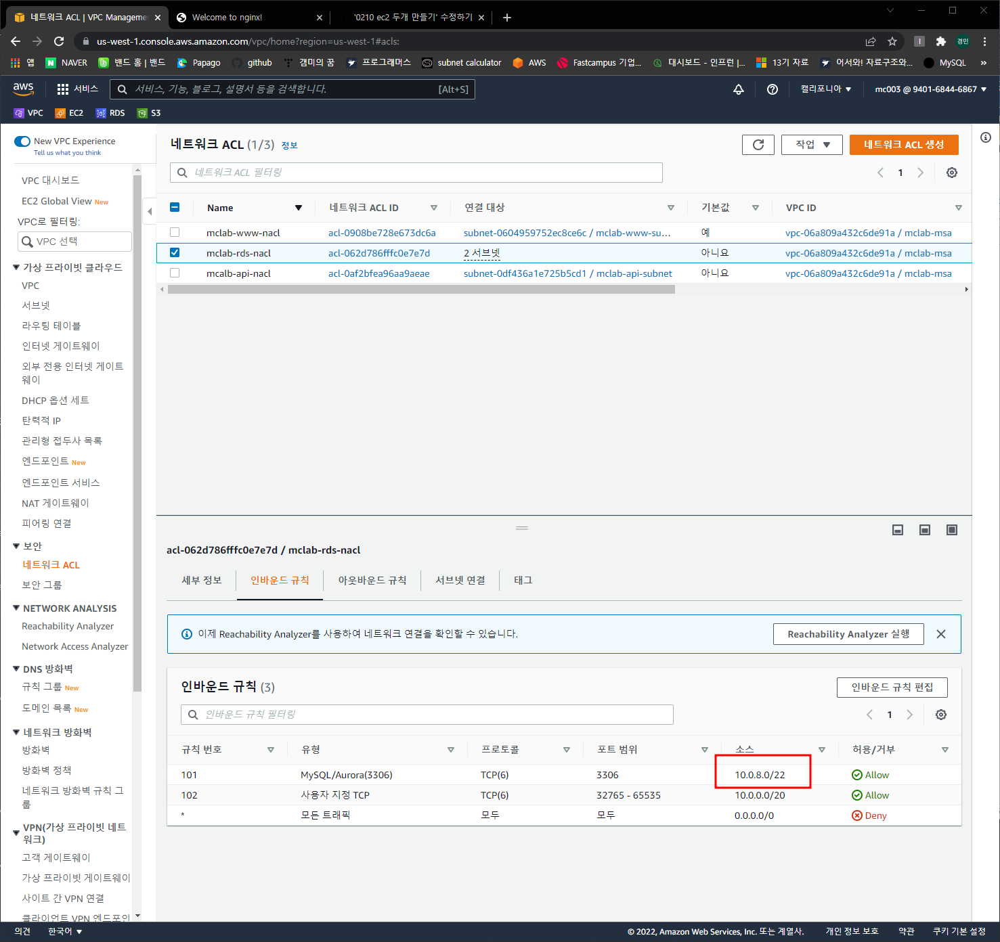 네트워크 ACL | VPC Manageme
Welcome to nginx!
'0210 ec2 두개 만들기' 수정하기
us-west-1.console.aws.amazon.com/vpc/home?region=us-west-1#acls:
경민
앱
NAVER
밴드 홈 | 밴드
Papago
github
갬미의 꿈
프로그래머스
subnet calculator
AWS
Fastcampus 기업...
대시보드 - 인프런 |...
13기 자료
어서와! 자료구조와...
MySQL
»
aws
서비스
서비스, 기능, 블로그, 설명서 등을 검색합니다.
[Alt+S]
캘리포니아 ▼
mc003 @ 9401-6844-6867 ▼
VPC
EC2
RDS
S3
New VPC Experience
Tell us what you think
VPC 대시보드
EC2 Global View New
VPC로 필터링:
VPC 선택
가상 프라이빗 클라우드
VPC
서브넷
라우팅 테이블
인터넷 게이트웨이
외부 전용 인터넷 게이트
웨이
DHCP 옵션 세트
탄력적 IP
관리형 접두사 목록
엔드포인트 New
엔드포인트 서비스
NAT 게이트웨이
피어링 연결
보안
네트워크 ACL
보안 그룹
NETWORK ANALYSIS
Reachability Analyzer
Network Access Analyzer
DNS 방화벽
규칙 그룹 New
도메인 목록 New
네트워크 방화벽
방화벽
방화벽 정책
네트워크 방화벽 규칙 그
룹
VPN(가상 프라이빗 네트
워크)
고객 게이트웨이
가상 프라이빗 게이트웨이
사이트 간 VPN 연결
클라이언트 VPN 엔드포인
네트워크 ACL (1/3) 정보
작업 ▼
네트워크 ACL 생성
네트워크 ACL 필터링
1
Name 네트워크 ACL ID 연결 대상 기본값 VPC ID
mclab-www-nacl acl-0908be728e673dc6a subnet-0604959752ec8ce6c / mclab-www-su... 예 vpc-06a809a432c6de91a / mclab-msa
mclab-rds-nacl acl-062d786fffc0e7e7d 2 서브넷 아니요 vpc-06a809a432c6de91a / mclab-msa
mcalb-api-nacl acl-0af2bfea96aa9aeae subnet-0df436a1e725b5cd1 / mclab-api-subnet 아니요 vpc-06a809a432c6de91a / mclab-msa
acl-062d786fffc0e7e7d / mclab-rds-nacl
세부 정보 인바운드 규칙 아웃바운드 규칙 서브넷 연결 태그
이제 Reachability Analyzer를 사용하여 네트워크 연결을 확인할 수 있습니다.
Reachability Analyzer 실행
인바운드 규칙 (3)
인바운드 규칙 편집
인바운드 규칙 필터링
1
규칙 번호 유형 프로토콜 포트 범위 소스 허용/거부
101 MySQL/Aurora(3306) TCP(6) 3306 10.0.8.0/22 Allow
102 사용자 지정 TCP TCP(6) 32765 - 65535 10.0.0.0/20 Allow
* 모든 트래픽 모두 모두 0.0.0.0/0 Deny
의견
한국어 ▼
© 2022, Amazon Web Services, Inc. 또는 계열사.
개인 정보 보호
약관
쿠키 기본 설정